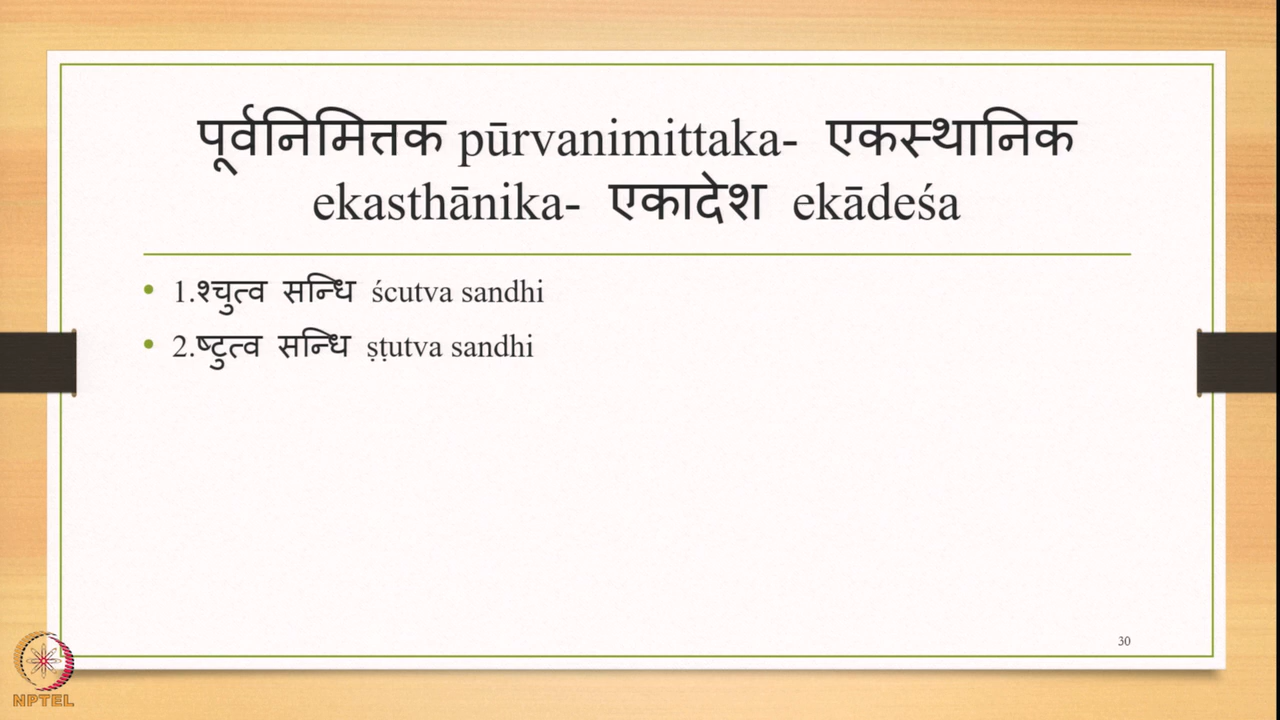 पूर्वनिमित्तक pūrvanimittaka- एकस्थानिक
ekasthānika- एकादेश ekādeśa
1.श्चुत्व सन्धि ścutva sandhi
2.ष्टुत्व सन्धि ṣṭutva sandhi
30
NPTEL